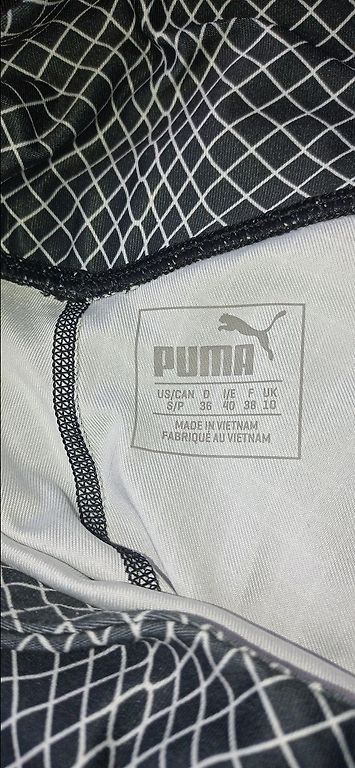 PUMA
US/CAN D I/E F UK
S/P 36 40 38 10
MADE IN VIETNAM
FABRIQUÉ AU VIETNAM